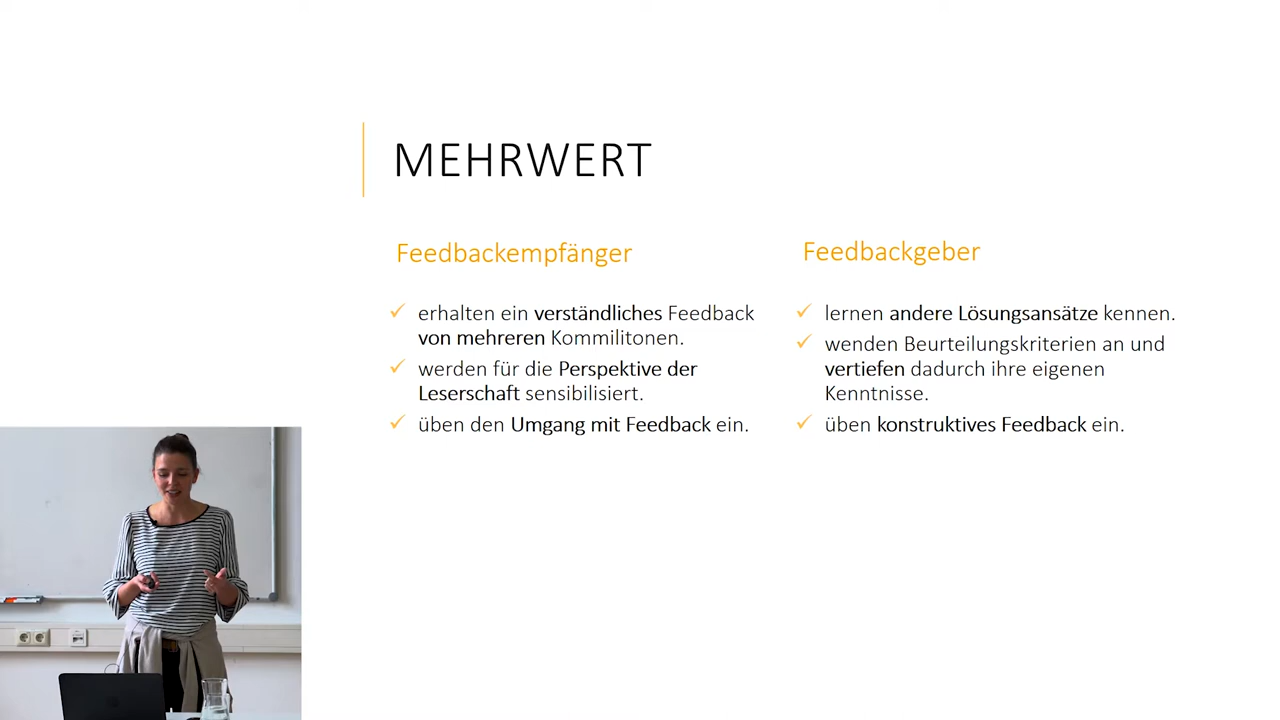 MEHRWERT
Feedbackempfänger
erhalten ein verständliches Feedback
von mehreren Kommilitonen.
werden für die Perspektive der
Leserschaft sensibilisiert.
üben den Umgang mit Feedback ein.
Feedbackgeber
lernen andere Lösungsansätze kennen.
wenden Beurteilungskriterien an und
vertiefen dadurch ihre eigenen
Kenntnisse.
üben konstruktives Feedback ein.